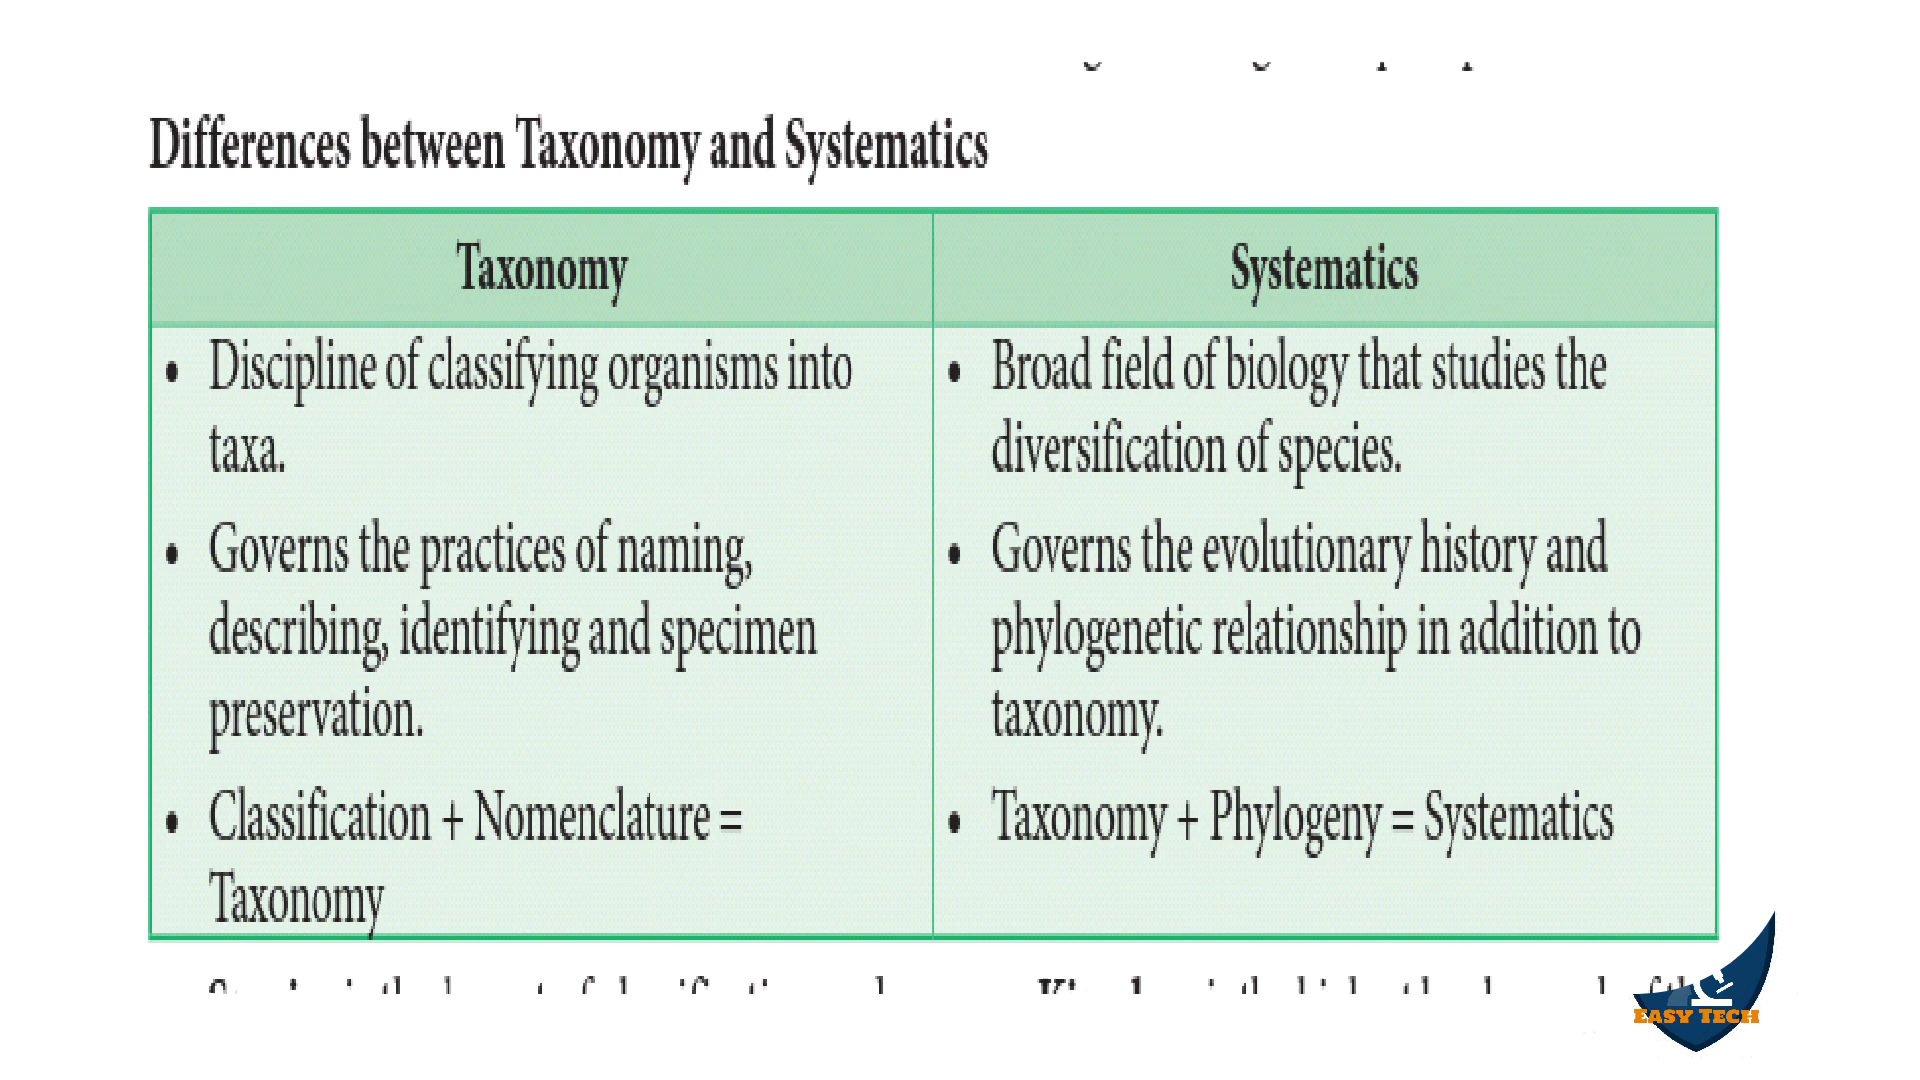 Differences between Taxonomy and Systematics
Taxonomy
• Discipline of classifying organisms into
taxa.
• Governs the practices of naming,
describing, identifying and specimen
preservation.
• Classification + Nomenclature =
Taxonomy
Systematics
• Broad field of biology that studies the
diversification of species.
• Governs the evolutionary history and
phylogenetic relationship in addition to
taxonomy.
• Taxonomy + Phylogeny = Systematics
EASY TECH